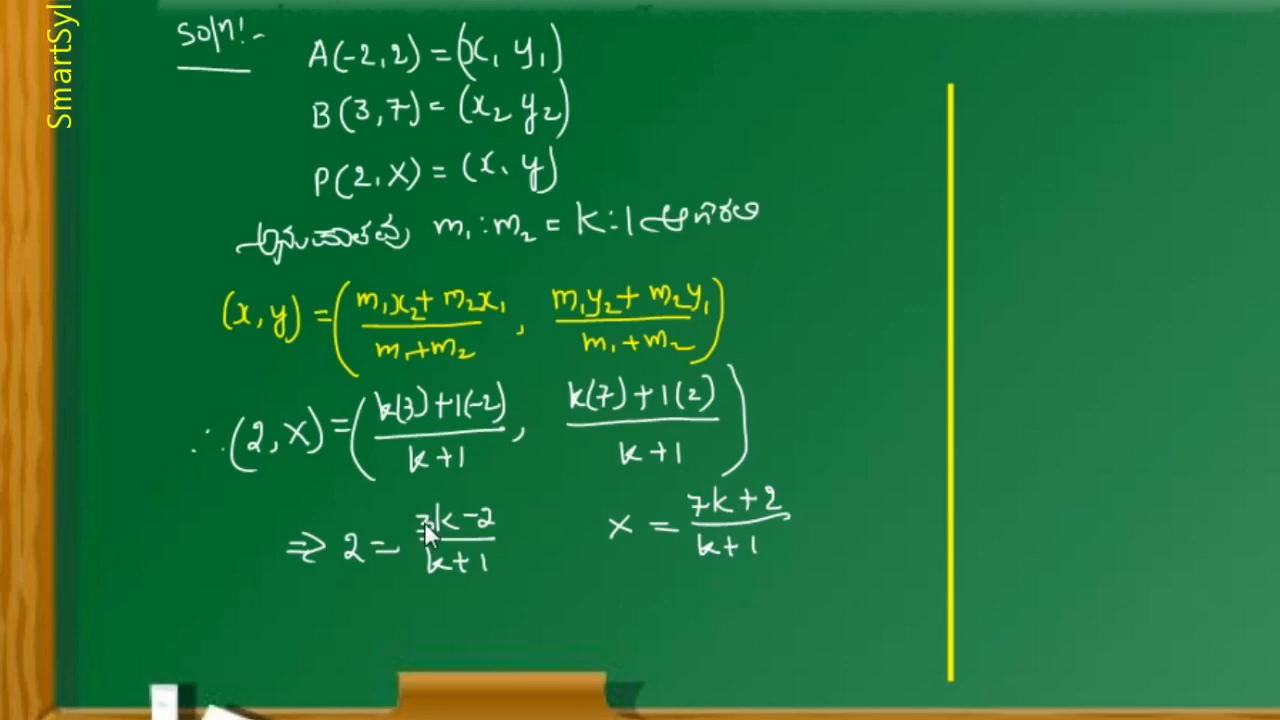 SmartSyl
Soln:-
A(-2,2) = (x₁ y₁)
B(3,7) = (x₂ y₂)
P(2,x) = (x, y)
ಅನುಪಾತವು m₁:m₂ = k:1 ಆಗಿರಲಿ
(x,y) = ( (m₁x₂ + m₂x₁)/(m₁+m₂) , (m₁y₂ + m₂y₁)/(m₁+m₂) )
∴ (2,x) = ( (k(3)+1(-2))/(k+1) , (k(7)+1(2))/(k+1) )
⇒ 2 = (3k-2)/(k+1) x = (7k+2)/(k+1)